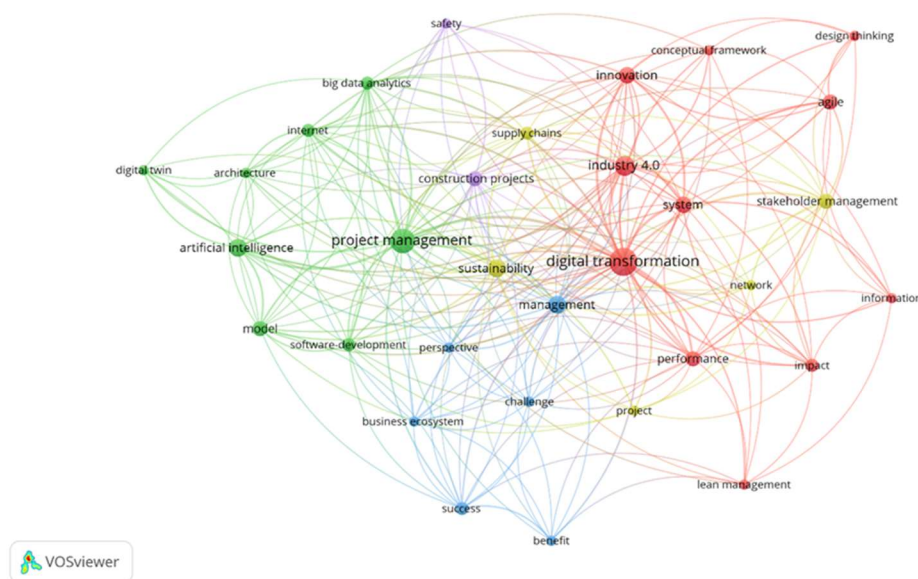 safety
design thinking
conceptual framework
innovation
big data analytics
agile
internet
supply chains
industry 4.0
digital twin
architecture
construction projects
stakeholder management
system
project management
artificial intelligence
digital transformation
sustainability
network
information
management
model
software-development
perspective
performance
impact
challenge
project
business ecosystem
lean management
success
benefit
VOSviewer